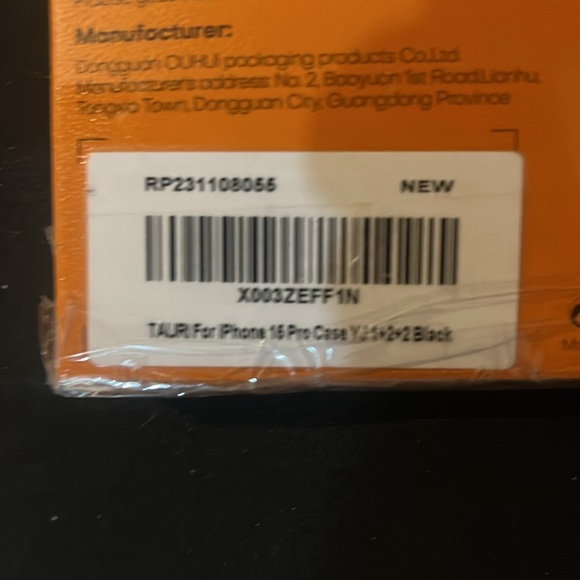 Manufacturer:
Dongguan OUHUI packaging products Co.Ltd.
Manufacturer's address: No. 2, Baoyuan 1st Road,Lianhu,
Tangxia Town, Dongguan City, Guangdong Province
RP231108055 NEW
X003ZEFF1N
TAURI For iPhone 15 Pro Case YJ 1+2+2 Black